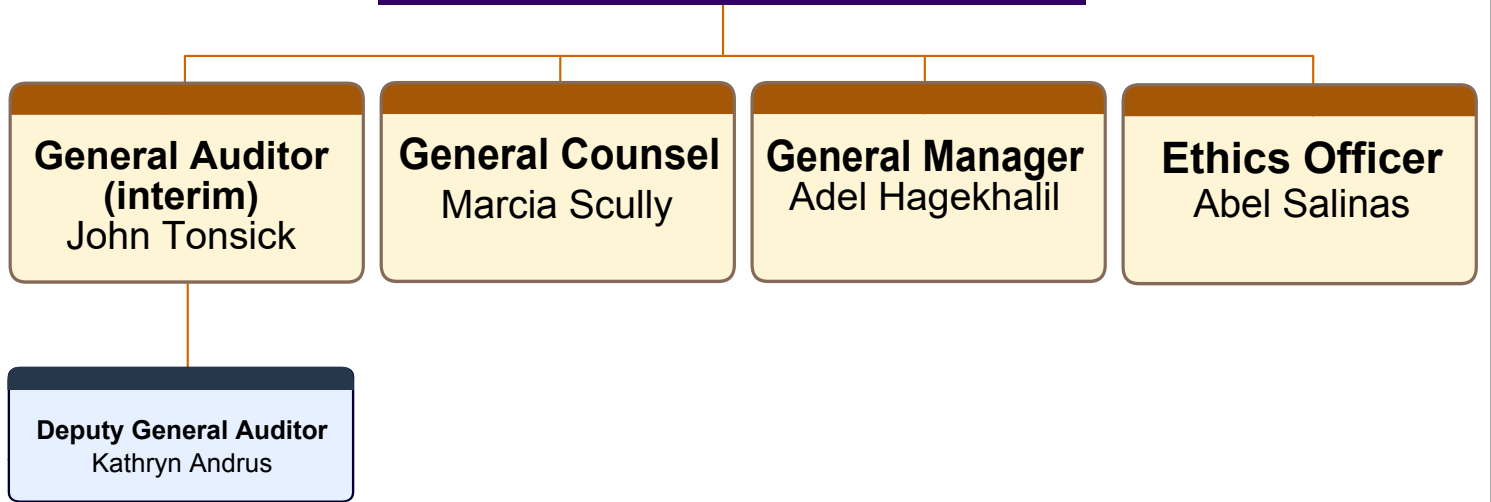 General Auditor
(interim)
John Tonsick
General Counsel
Marcia Scully
General Manager
Adel Hagekhalil
Ethics Officer
Abel Salinas
Deputy General Auditor
Kathryn Andrus